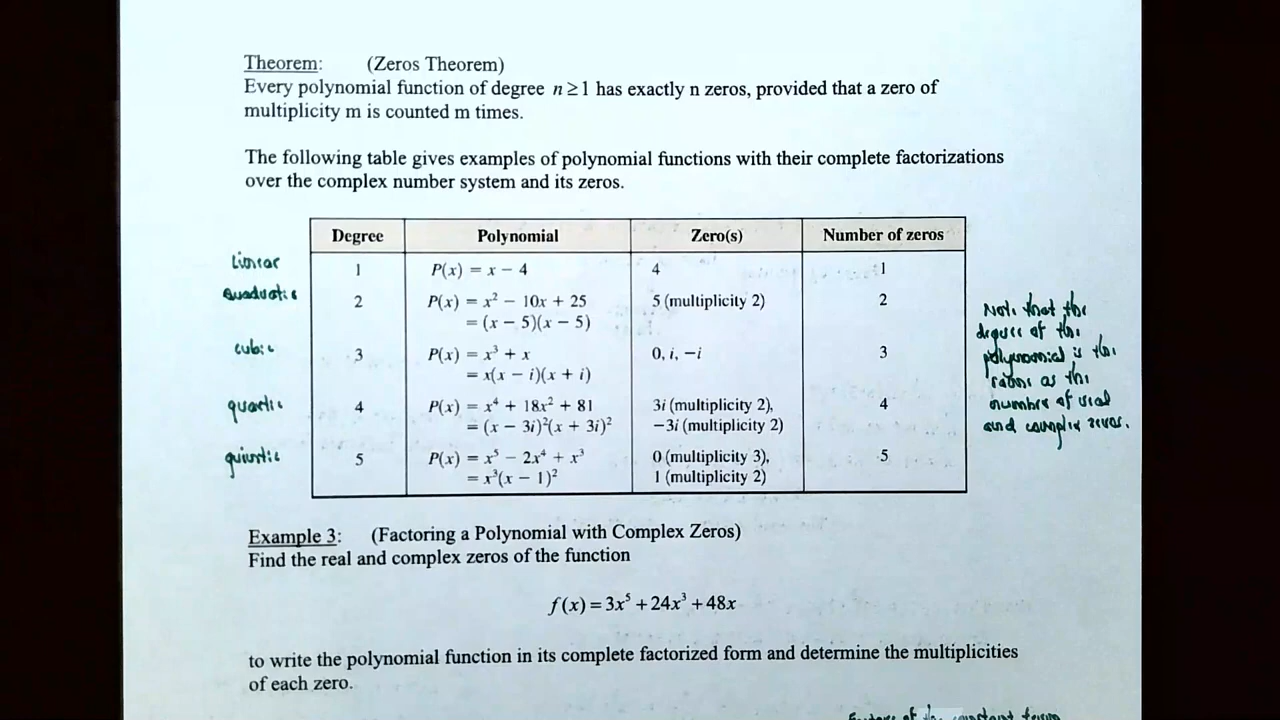 Theorem: (Zeros Theorem)
Every polynomial function of degree n ≥ 1 has exactly n zeros, provided that a zero of
multiplicity m is counted m times.
The following table gives examples of polynomial functions with their complete factorizations
over the complex number system and its zeros.
Degree Polynomial Zero(s) Number of zeros
Linear 1 P(x) = x − 4 4 1
Quadratic 2 P(x) = x² − 10x + 25 5 (multiplicity 2) 2
= (x − 5)(x − 5)
cubic 3 P(x) = x³ + x 0, i, −i 3
= x(x − i)(x + i)
quartic 4 P(x) = x⁴ + 18x² + 81 3i (multiplicity 2), 4
= (x − 3i)²(x + 3i)² −3i (multiplicity 2)
quintic 5 P(x) = x⁵ − 2x⁴ + x³ 0 (multiplicity 3), 5
= x³(x − 1)² 1 (multiplicity 2)
Note that the
degree of the
polynomial is the
as the
number of real
and complex zeros.
Example 3: (Factoring a Polynomial with Complex Zeros)
Find the real and complex zeros of the function
f(x) = 3x⁵ + 24x³ + 48x
to write the polynomial function in its complete factorized form and determine the multiplicities
of each zero.
of the constant term